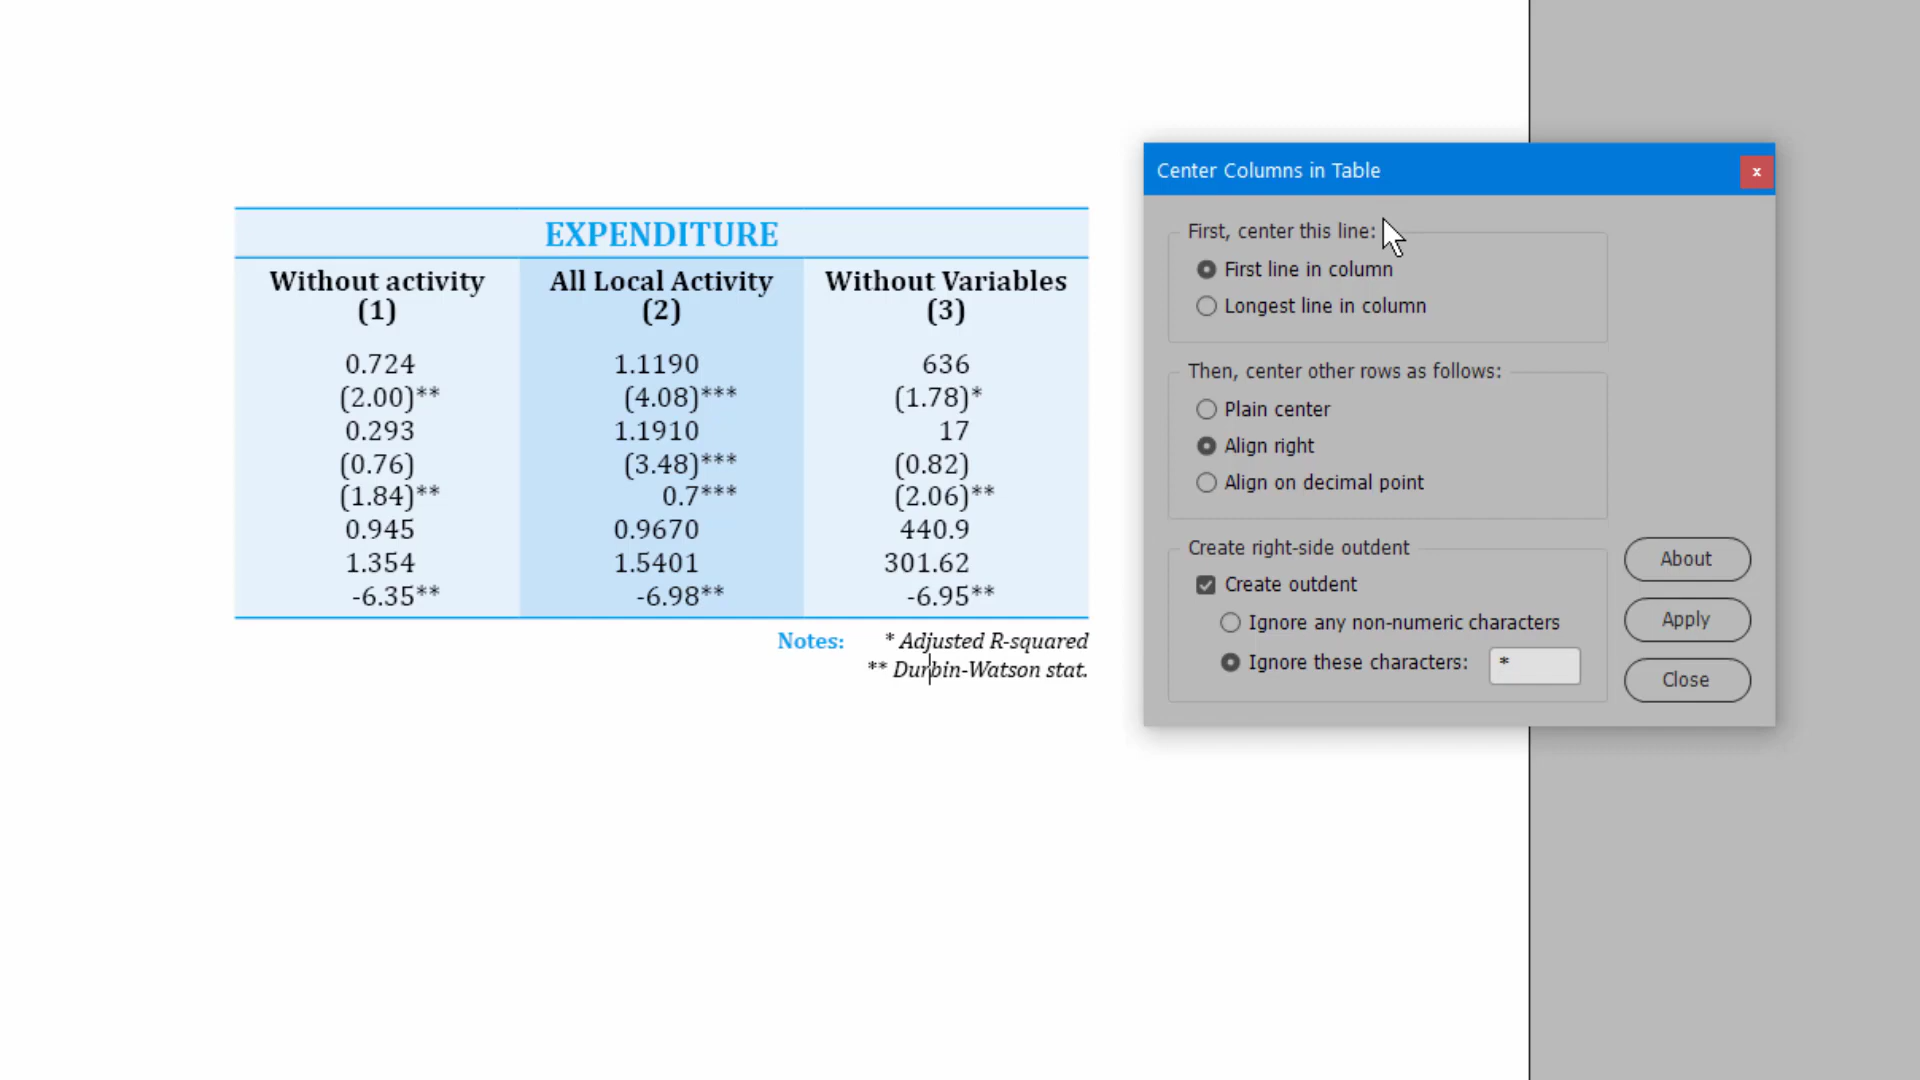 EXPENDITURE
Without activity All Local Activity Without Variables
(1) (2) (3)
0.724 1.1190 636
(2.00)** (4.08)*** (1.78)*
0.293 1.1910 17
(0.76) (3.48)*** (0.82)
(1.84)** 0.7*** (2.06)**
0.945 0.9670 440.9
1.354 1.5401 301.62
-6.35** -6.98** -6.95**
Notes: * Adjusted R-squared
** Durbin-Watson stat.
Center Columns in Table
x
First, center this line:
First line in column
Longest line in column
Then, center other rows as follows:
Plain center
Align right
Align on decimal point
Create right-side outdent
Create outdent
Ignore any non-numeric characters
Ignore these characters: *
About
Apply
Close